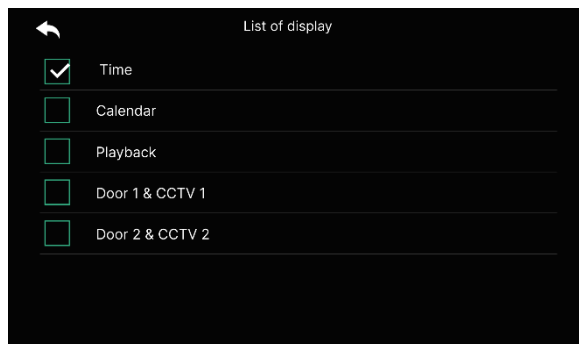 List of display
Time
Calendar
Playback
Door 1 & CCTV 1
Door 2 & CCTV 2